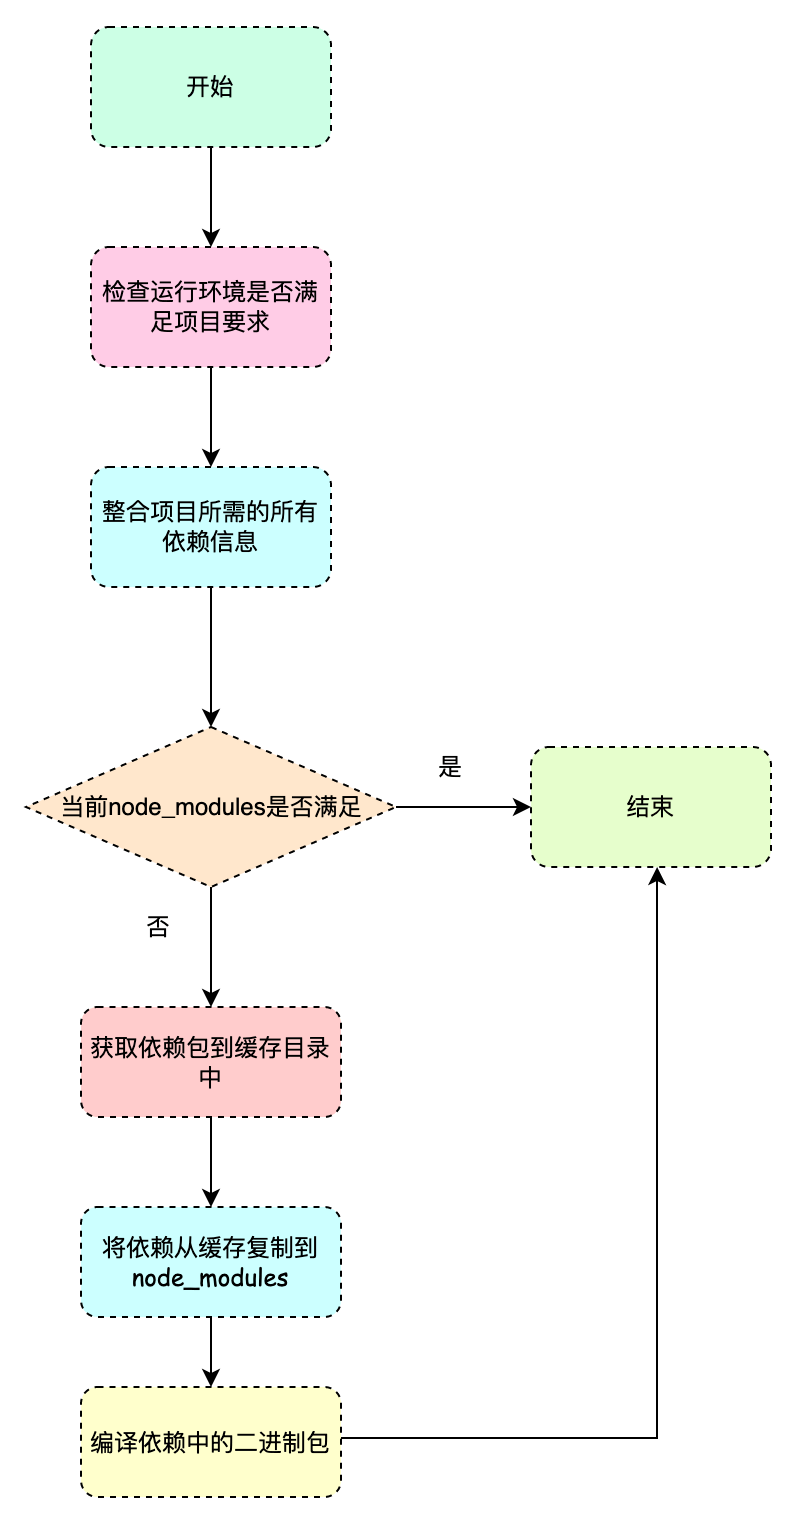 开始
检查运行环境是否满
足项目要求
整合项目所需的所有
依赖信息
是
当前node_modules是否满足
结束
否
获取依赖包到缓存目录
中
将依赖从缓存复制到
node_modules
编译依赖中的二进制包